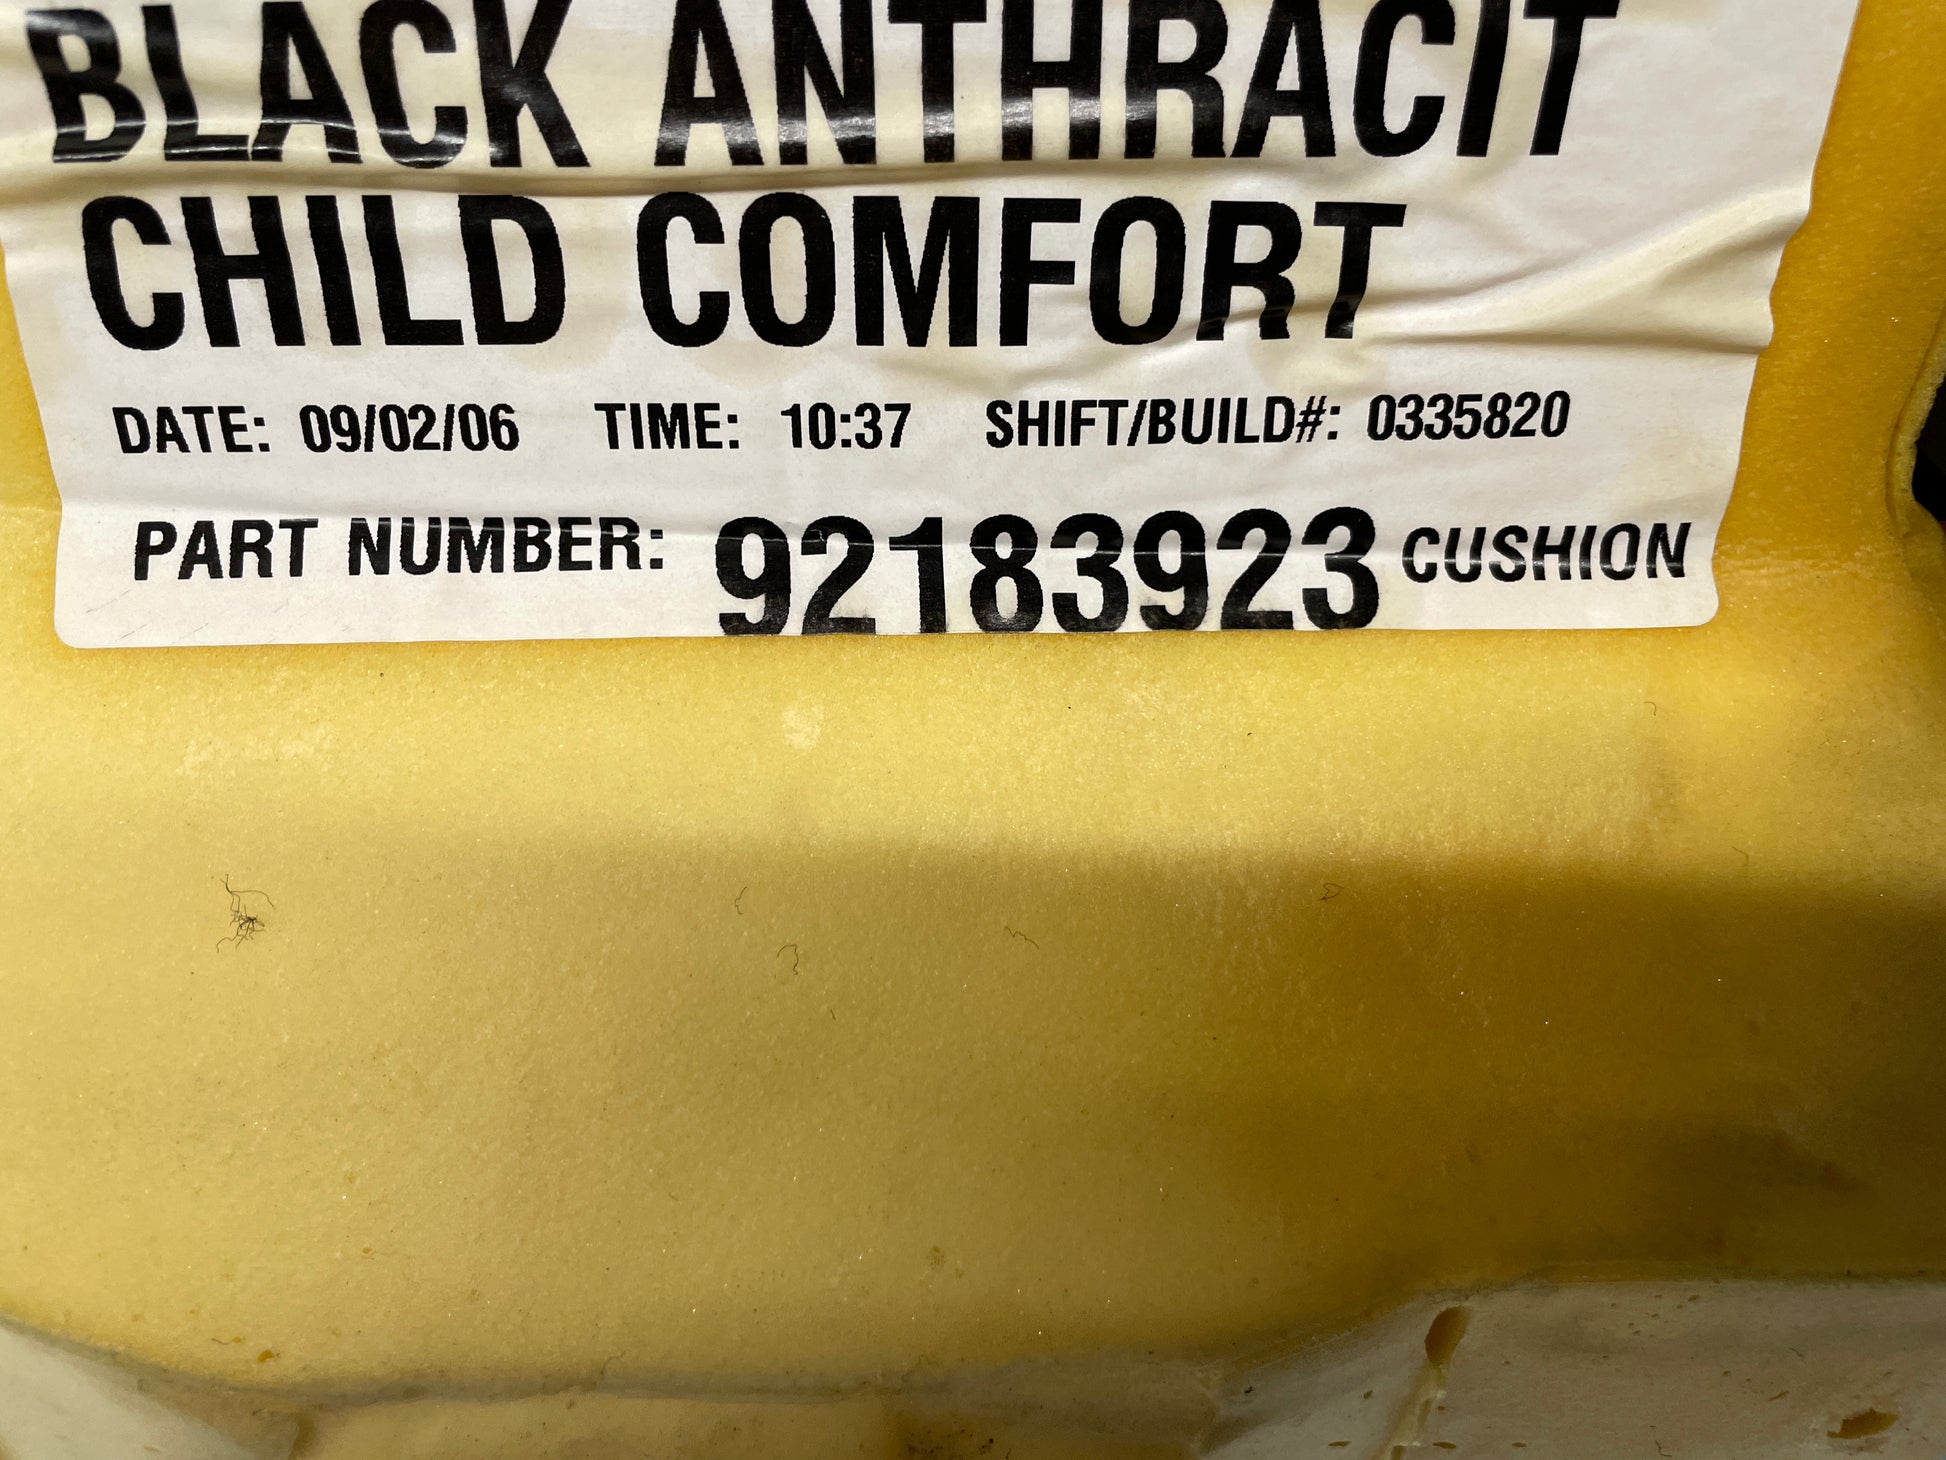 BLACK ANTHRACIT
CHILD COMFORT
DATE: 09/02/06 TIME: 10:37 SHIFT/BUILD#: 0335820
PART NUMBER: 92183923 CUSHION